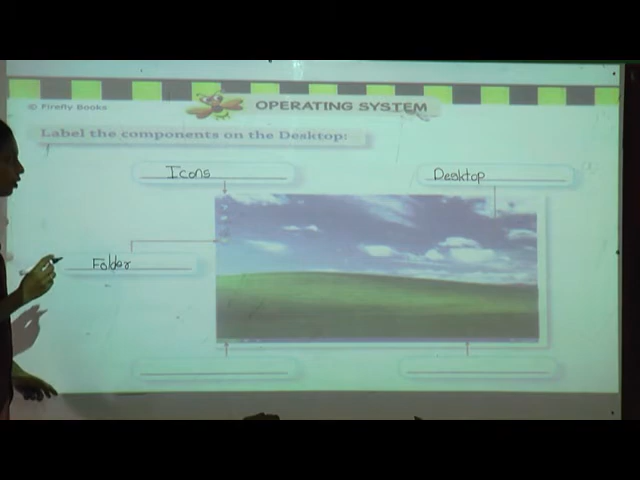 © Firefly Books
OPERATING SYSTEM
Label the components on the Desktop:
Icons
Desktop
Folder